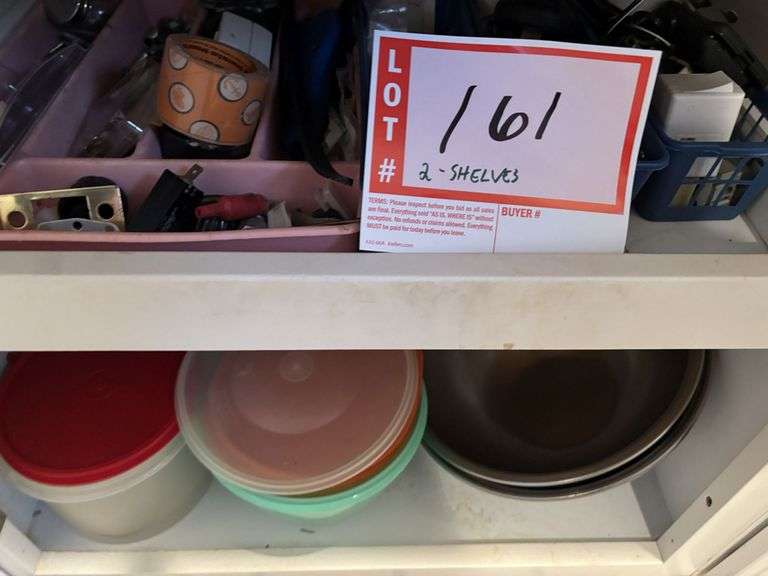 LOT #
161
2 - SHELVES
TERMS: Please inspect before you bid as all sales
are final. Everything sold "AS IS, WHERE IS" without
exception. No refunds or claims allowed. Everything
MUST be paid for today before you leave.
BUYER #